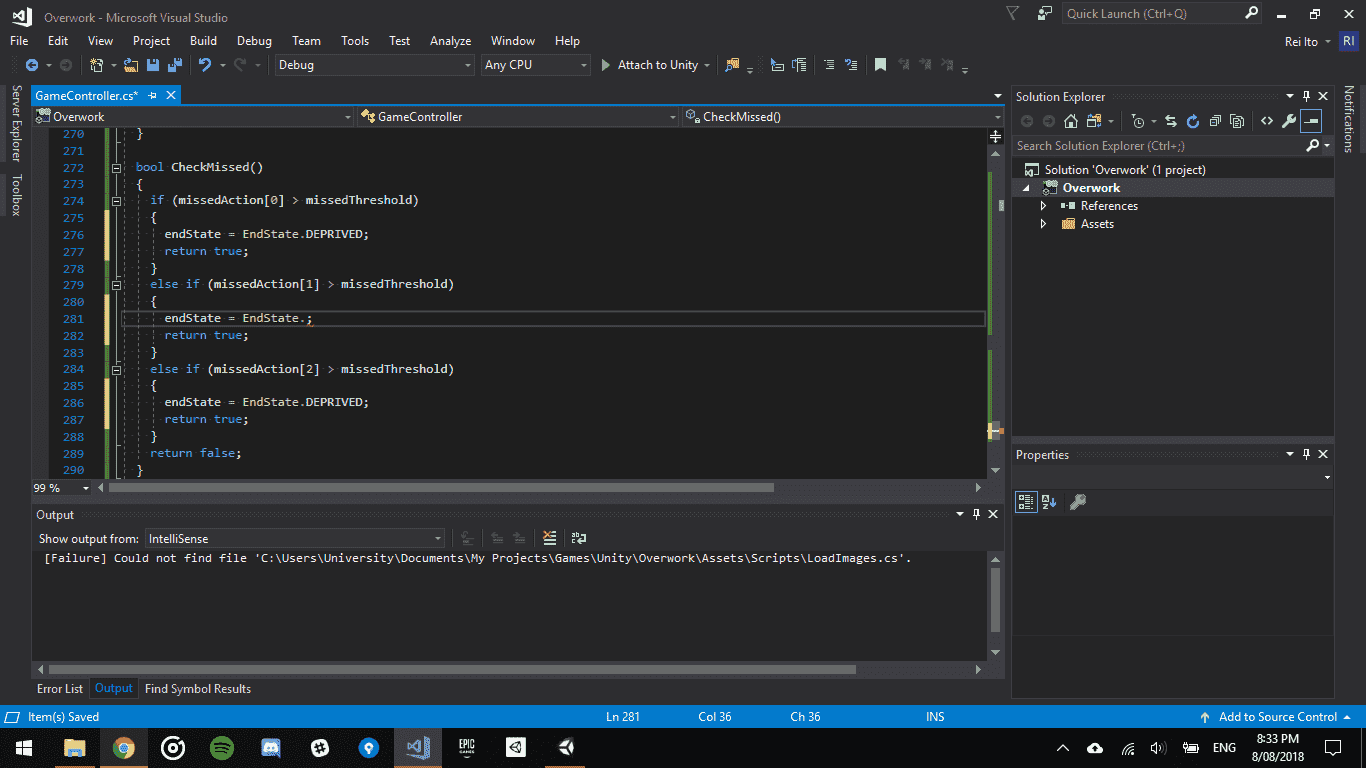 Overwork - Microsoft Visual Studio
Quick Launch (Ctrl+Q)
File Edit View Project Build Debug Team Tools Test Analyze Window Help
Rei Ito
RI
Debug
Any CPU
Attach to Unity
Server Explorer
Toolbox
GameController.cs*
Overwork
GameController
CheckMissed()
270 }
271
272 bool CheckMissed()
273 {
274 if (missedAction[0] > missedThreshold)
275 {
276 endState = EndState.DEPRIVED;
277 return true;
278 }
279 else if (missedAction[1] > missedThreshold)
280 {
281 endState = EndState.;
282 return true;
283 }
284 else if (missedAction[2] > missedThreshold)
285 {
286 endState = EndState.DEPRIVED;
287 return true;
288 }
289 return false;
290 }
99 %
Output
Show output from: IntelliSense
[Failure] Could not find file 'C:\Users\University\Documents\My Projects\Games\Unity\Overwork\Assets\Scripts\LoadImages.cs'.
Error List Output Find Symbol Results
Solution Explorer
Search Solution Explorer (Ctrl+;)
Solution 'Overwork' (1 project)
Overwork
References
Assets
Properties
Notifications
Item(s) Saved
Ln 281 Col 36 Ch 36 INS
Add to Source Control
EPIC
GAMES
ENG
8:33 PM
8/08/2018